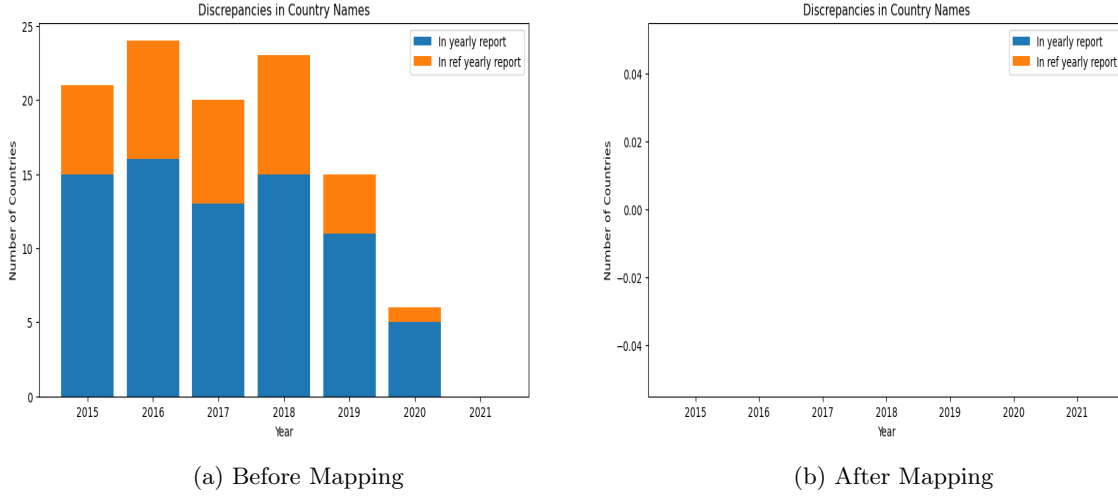 Discrepancies in Country Names
In yearly report
In ref yearly report
25
20
15
10
5
0
Number of Countries
2015 2016 2017 2018 2019 2020 2021
Year
(a) Before Mapping
Discrepancies in Country Names
In yearly report
In ref yearly report
0.04
0.02
0.00
−0.02
−0.04
Number of Countries
2015 2016 2017 2018 2019 2020 2021
Year
(b) After Mapping